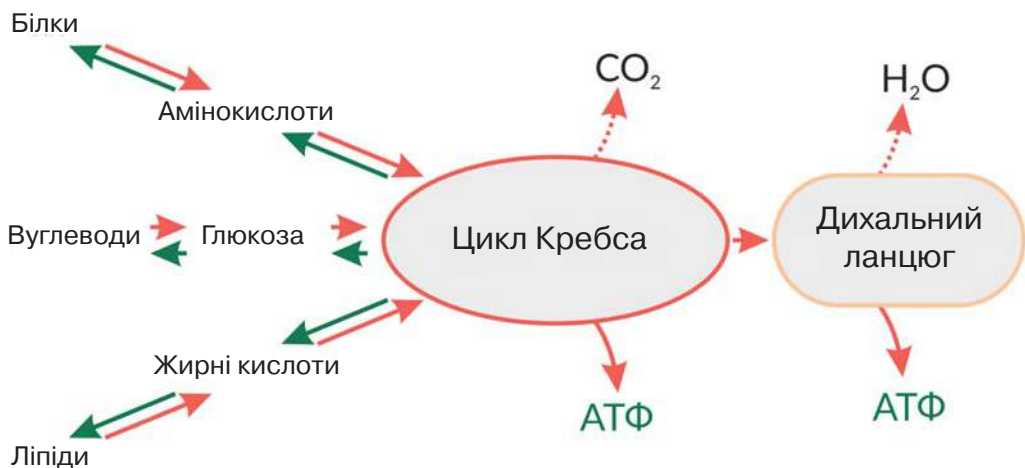 Білки
Амінокислоти
CO₂
H₂O
Вуглеводи
Глюкоза
Цикл Кребса
Дихальний
ланцюг
Жирні кислоти
АТФ
АТФ
Ліпіди